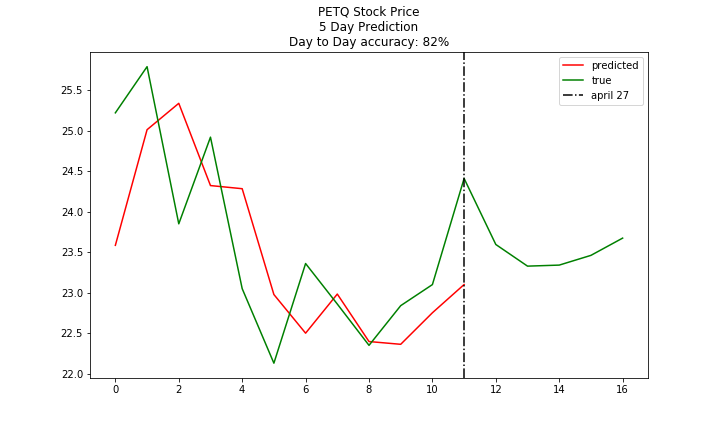 PETQ Stock Price
5 Day Prediction
Day to Day accuracy: 82%
predicted
true
april 27
25.5
25.0
24.5
24.0
23.5
23.0
22.5
22.0
0 2 4 6 8 10 12 14 16